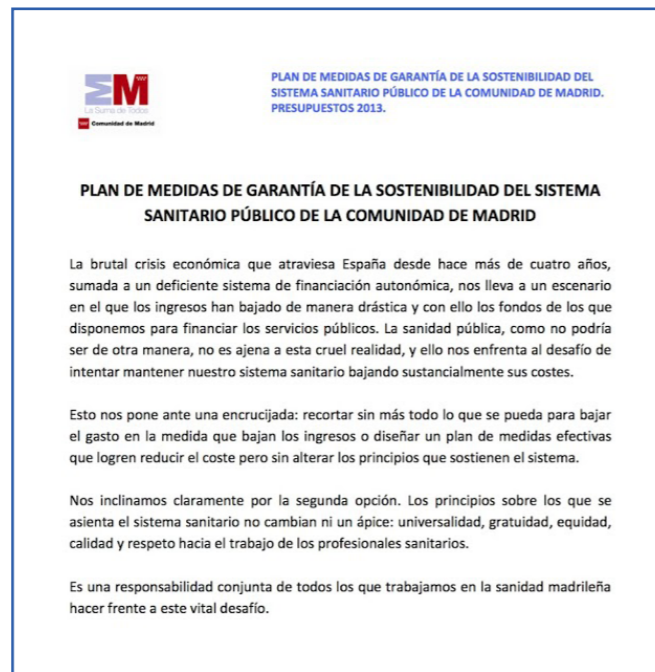 PLAN DE MEDIDAS DE GARANTÍA DE LA SOSTENIBILIDAD DEL
SISTEMA SANITARIO PÚBLICO DE LA COMUNIDAD DE MADRID.
PRESUPUESTOS 2013.
EM
La Suma de Todos
Comunidad de Madrid
PLAN DE MEDIDAS DE GARANTÍA DE LA SOSTENIBILIDAD DEL SISTEMA
SANITARIO PÚBLICO DE LA COMUNIDAD DE MADRID
La brutal crisis económica que atraviesa España desde hace más de cuatro años,
sumada a un deficiente sistema de financiación autonómica, nos lleva a un escenario
en el que los ingresos han bajado de manera drástica y con ello los fondos de los que
disponemos para financiar los servicios públicos. La sanidad pública, como no podría
ser de otra manera, no es ajena a esta cruel realidad, y ello nos enfrenta al desafío de
intentar mantener nuestro sistema sanitario bajando sustancialmente sus costes.
Esto nos pone ante una encrucijada: recortar sin más todo lo que se pueda para bajar
el gasto en la medida que bajan los ingresos o diseñar un plan de medidas efectivas
que logren reducir el coste pero sin alterar los principios que sostienen el sistema.
Nos inclinamos claramente por la segunda opción. Los principios sobre los que se
asienta el sistema sanitario no cambian ni un ápice: universalidad, gratuidad, equidad,
calidad y respeto hacia el trabajo de los profesionales sanitarios.
Es una responsabilidad conjunta de todos los que trabajamos en la sanidad madrileña
hacer frente a este vital desafío.